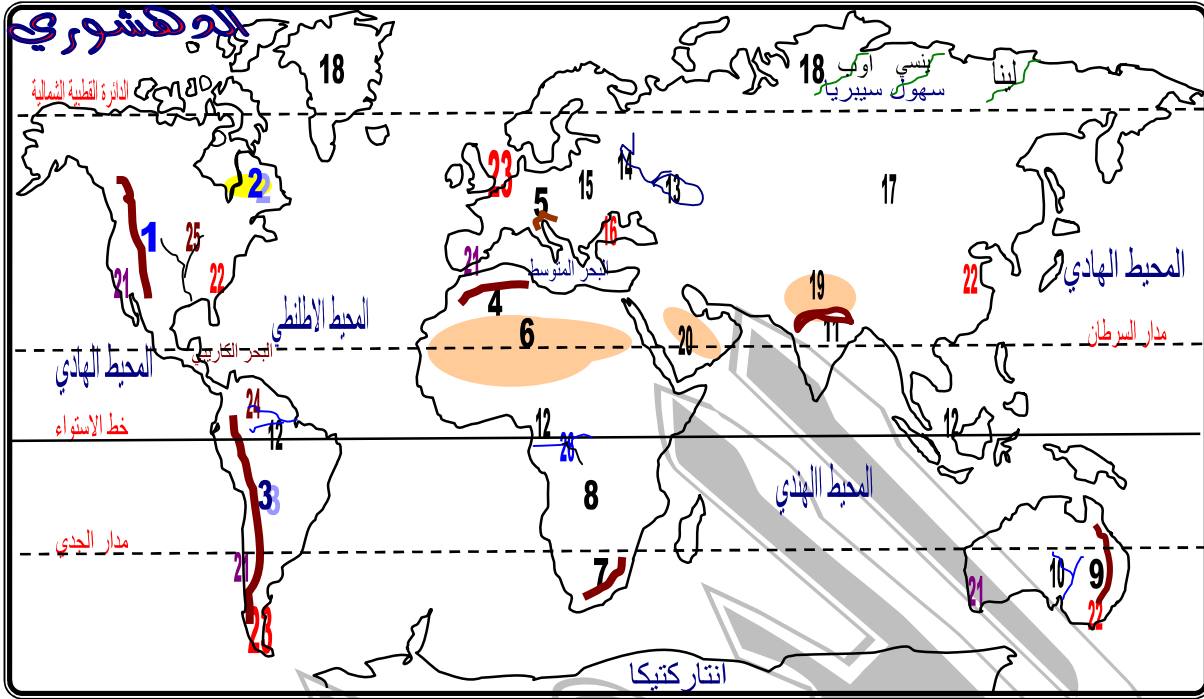 الدهشوري
18
18
اوب
ينسي
لينا
سهول سيبريا
الدائرة القطبية الشمالية
2
23
5
15
14
13
17
1
25
21
22
16
21
البحر المتوسط
22
المحيط الهادي
19
4
11
6
20
المحيط الاطلنطي
مدار السرطان
البحر الكاريبي
المحيط الهادي
24
12
خط الاستواء
12
28
12
3
8
المحيط االهندي
مدار الجدي
21
7
10
9
21
22
23
انتاركتيكا